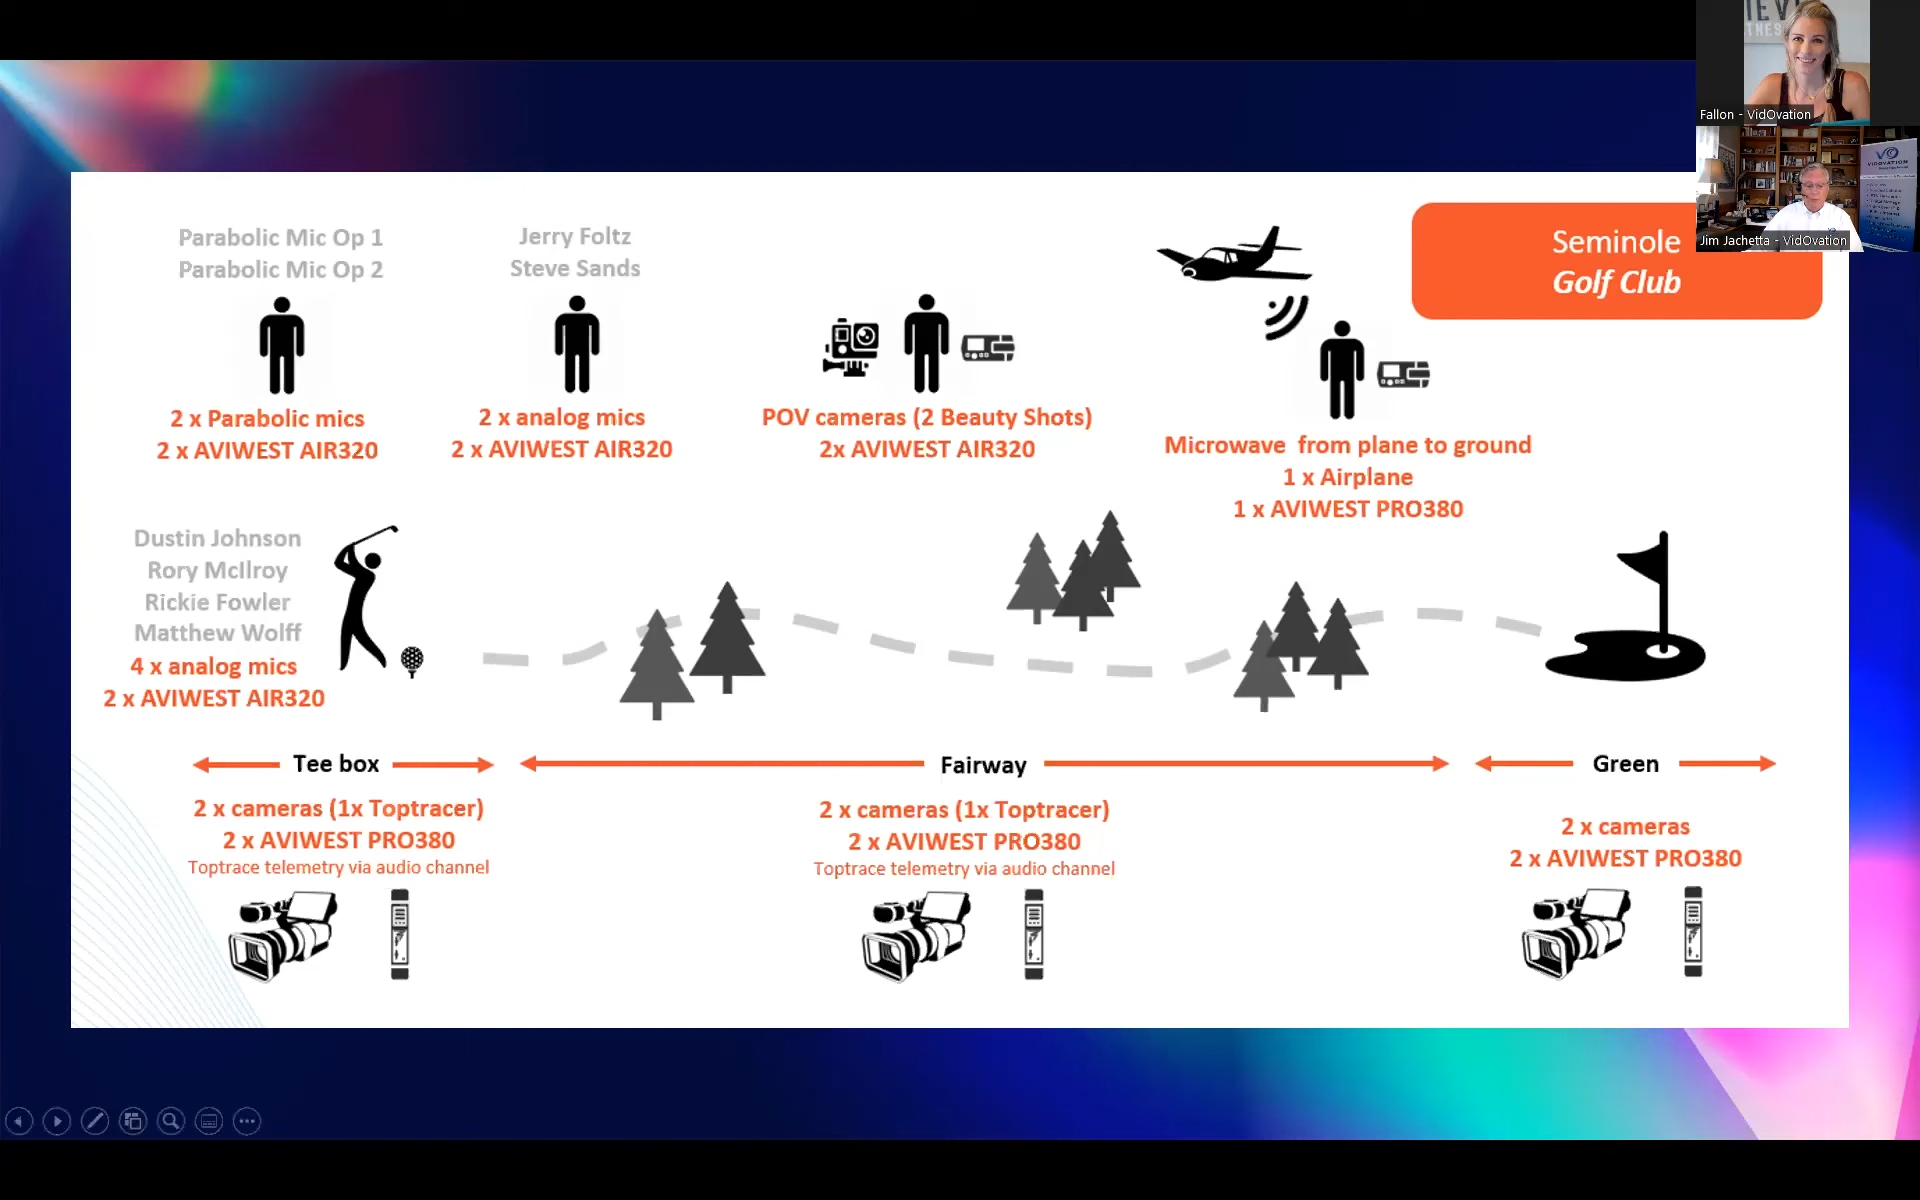 Fallon - VidOvation
VIDOVATION
Jim Jachetta - VidOvation
Seminole
Golf Club
Parabolic Mic Op 1
Parabolic Mic Op 2
2 x Parabolic mics
2 x AVIWEST AIR320
Jerry Foltz
Steve Sands
2 x analog mics
2 x AVIWEST AIR320
POV cameras (2 Beauty Shots)
2x AVIWEST AIR320
Microwave from plane to ground
1 x Airplane
1 x AVIWEST PRO380
Dustin Johnson
Rory McIlroy
Rickie Fowler
Matthew Wolff
4 x analog mics
2 x AVIWEST AIR320
Tee box
Fairway
Green
2 x cameras (1x Toptracer)
2 x AVIWEST PRO380
Toptrace telemetry via audio channel
2 x cameras (1x Toptracer)
2 x AVIWEST PRO380
Toptrace telemetry via audio channel
2 x cameras
2 x AVIWEST PRO380